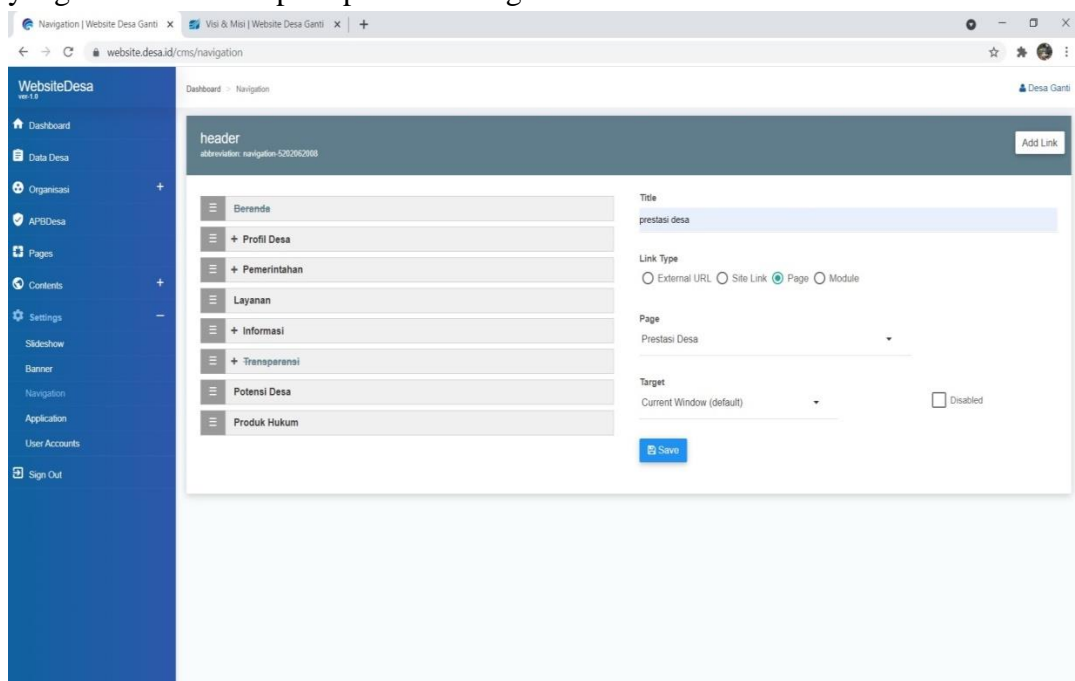 Navigation | Website Desa Ganti
Visi & Misi | Website Desa Ganti
website.desa.id/cms/navigation
WebsiteDesa
ver-1.0
Dashboard > Navigation
Desa Ganti
Dashboard
Data Desa
Organisasi +
APBDesa
Pages
Contents +
Settings −
Slideshow
Banner
Navigation
Application
User Accounts
Sign Out
header
abbreviation: navigation-5202062008
Add Link
Berenda
+ Profil Desa
+ Pemerintahan
Layanan
+ Informasi
+ Transparansi
Potensi Desa
Produk Hukum
Title
prestasi desa
Link Type
External URL Site Link Page Module
Page
Prestasi Desa
Target
Current Window (default)
Disabled
Save